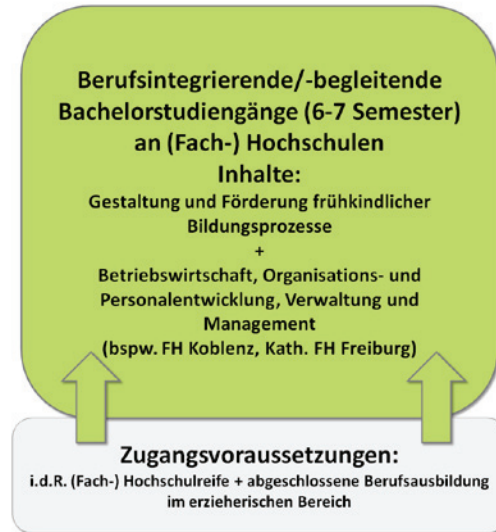 Berufsintegrierende/-begleitende
Bachelorstudiengänge (6-7 Semester)
an (Fach-) Hochschulen
Inhalte:
Gestaltung und Förderung frühkindlicher
Bildungsprozesse
+
Betriebswirtschaft, Organisations- und
Personalentwicklung, Verwaltung und
Management
(bspw. FH Koblenz, Kath. FH Freiburg)
Zugangsvoraussetzungen:
i.d.R. (Fach-) Hochschulreife + abgeschlossene Berufsausbildung
im erzieherischen Bereich